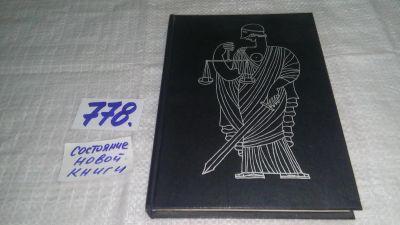 778.
состояние
новой
книги